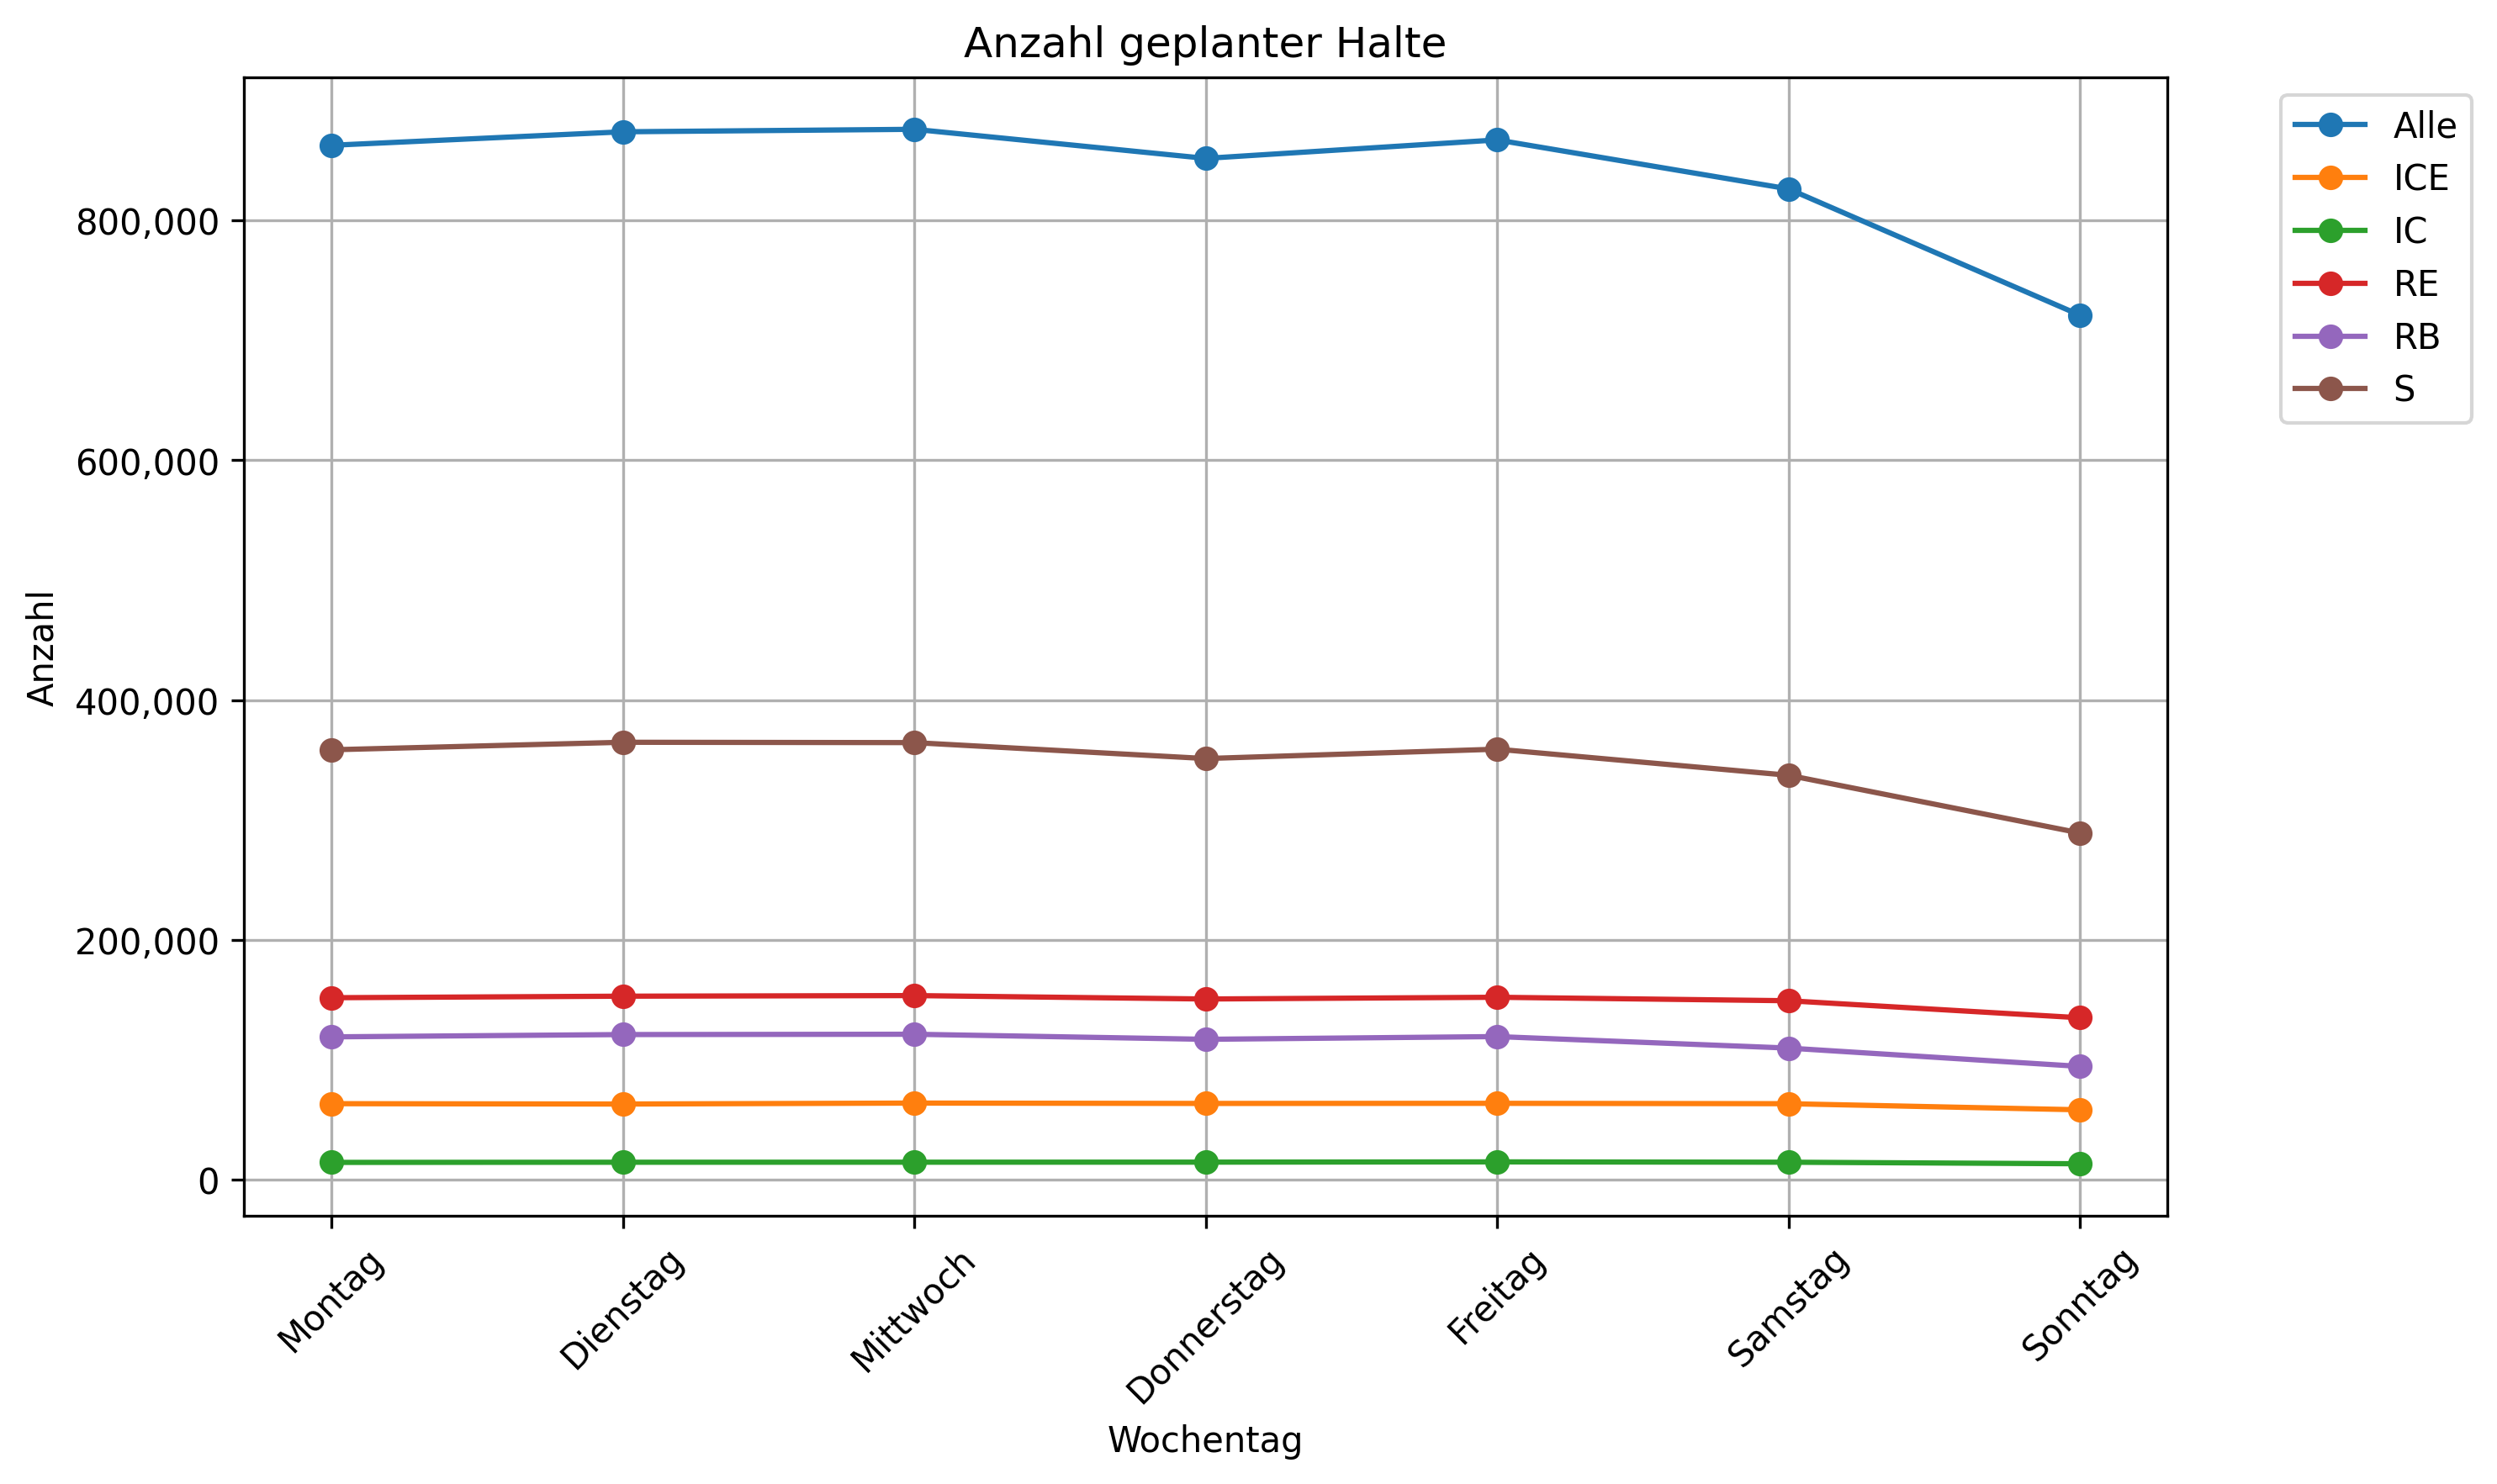 Anzahl geplanter Halte
Anzahl
800,000
600,000
400,000
200,000
0
Montag
Dienstag
Mittwoch
Donnerstag
Freitag
Samstag
Sonntag
Wochentag
Alle
ICE
IC
RE
RB
S